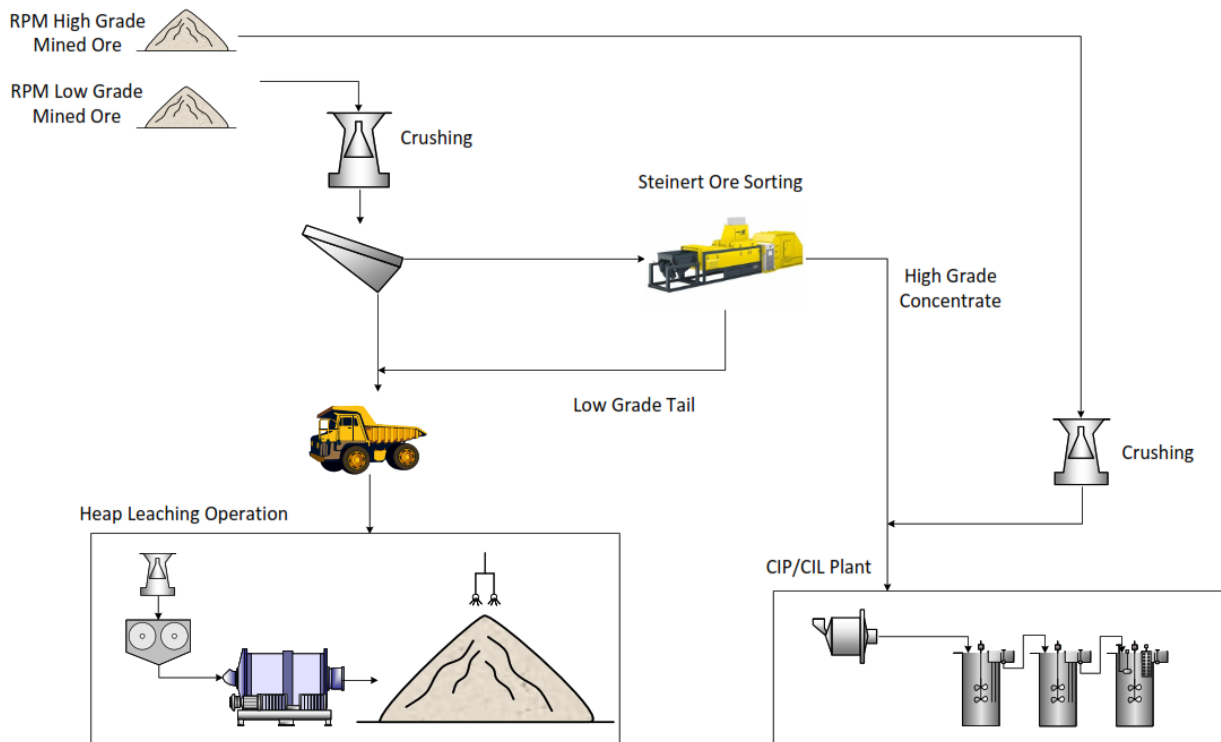 RPM High Grade
Mined Ore
RPM Low Grade
Mined Ore
Crushing
Steinert Ore Sorting
High Grade
Concentrate
Low Grade Tail
Crushing
Heap Leaching Operation
CIP/CIL Plant